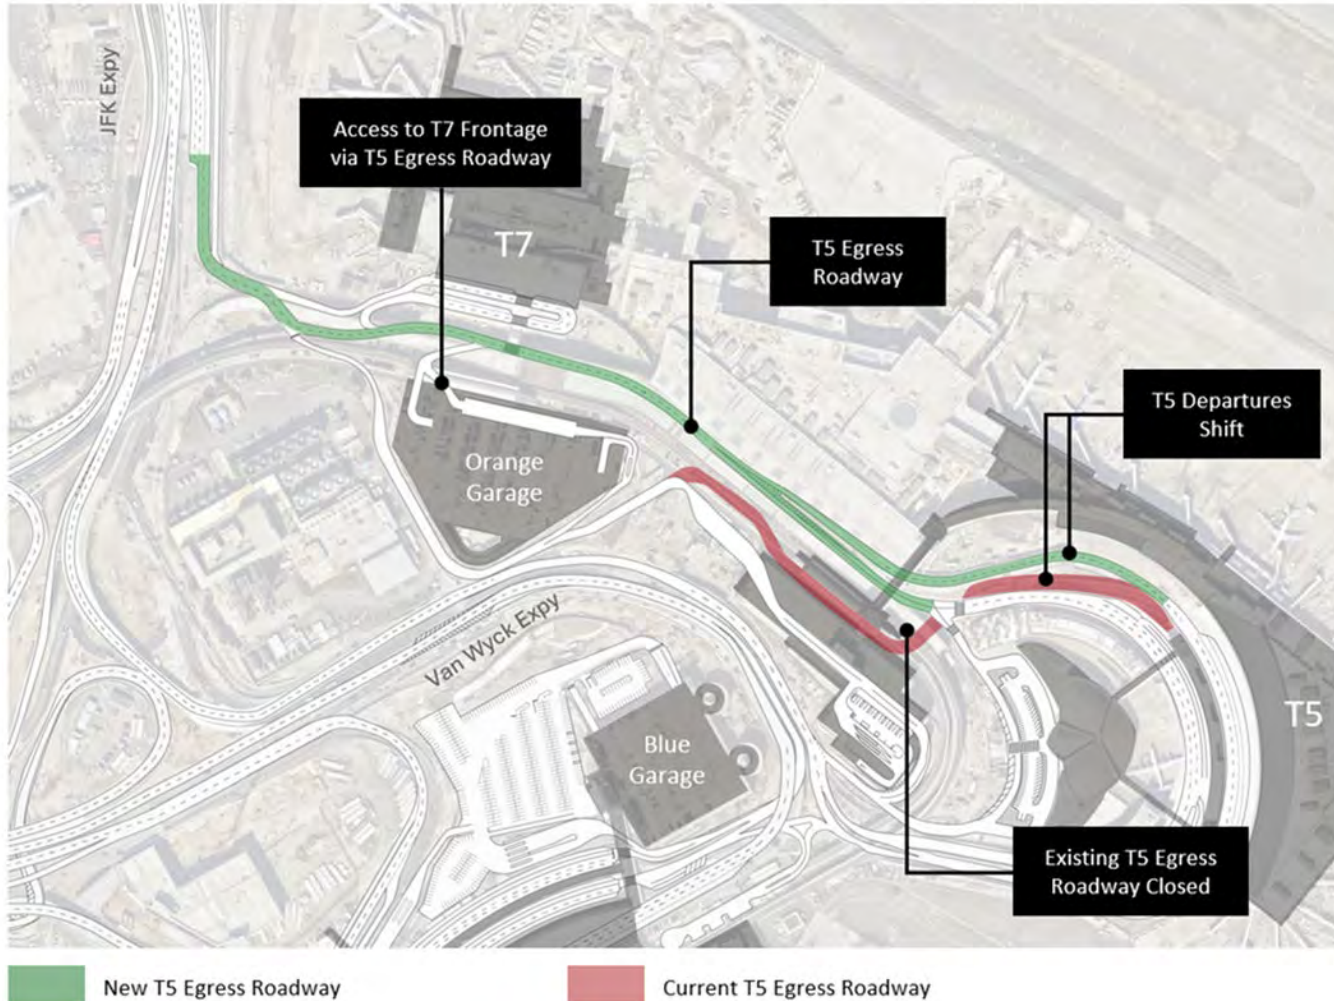 JFK Expy
Access to T7 Frontage
via T5 Egress Roadway
T7
T5 Egress
Roadway
T5 Departures
Shift
Orange
Garage
Van Wyck Expy
Blue
Garage
T5
Existing T5 Egress
Roadway Closed
New T5 Egress Roadway
Current T5 Egress Roadway